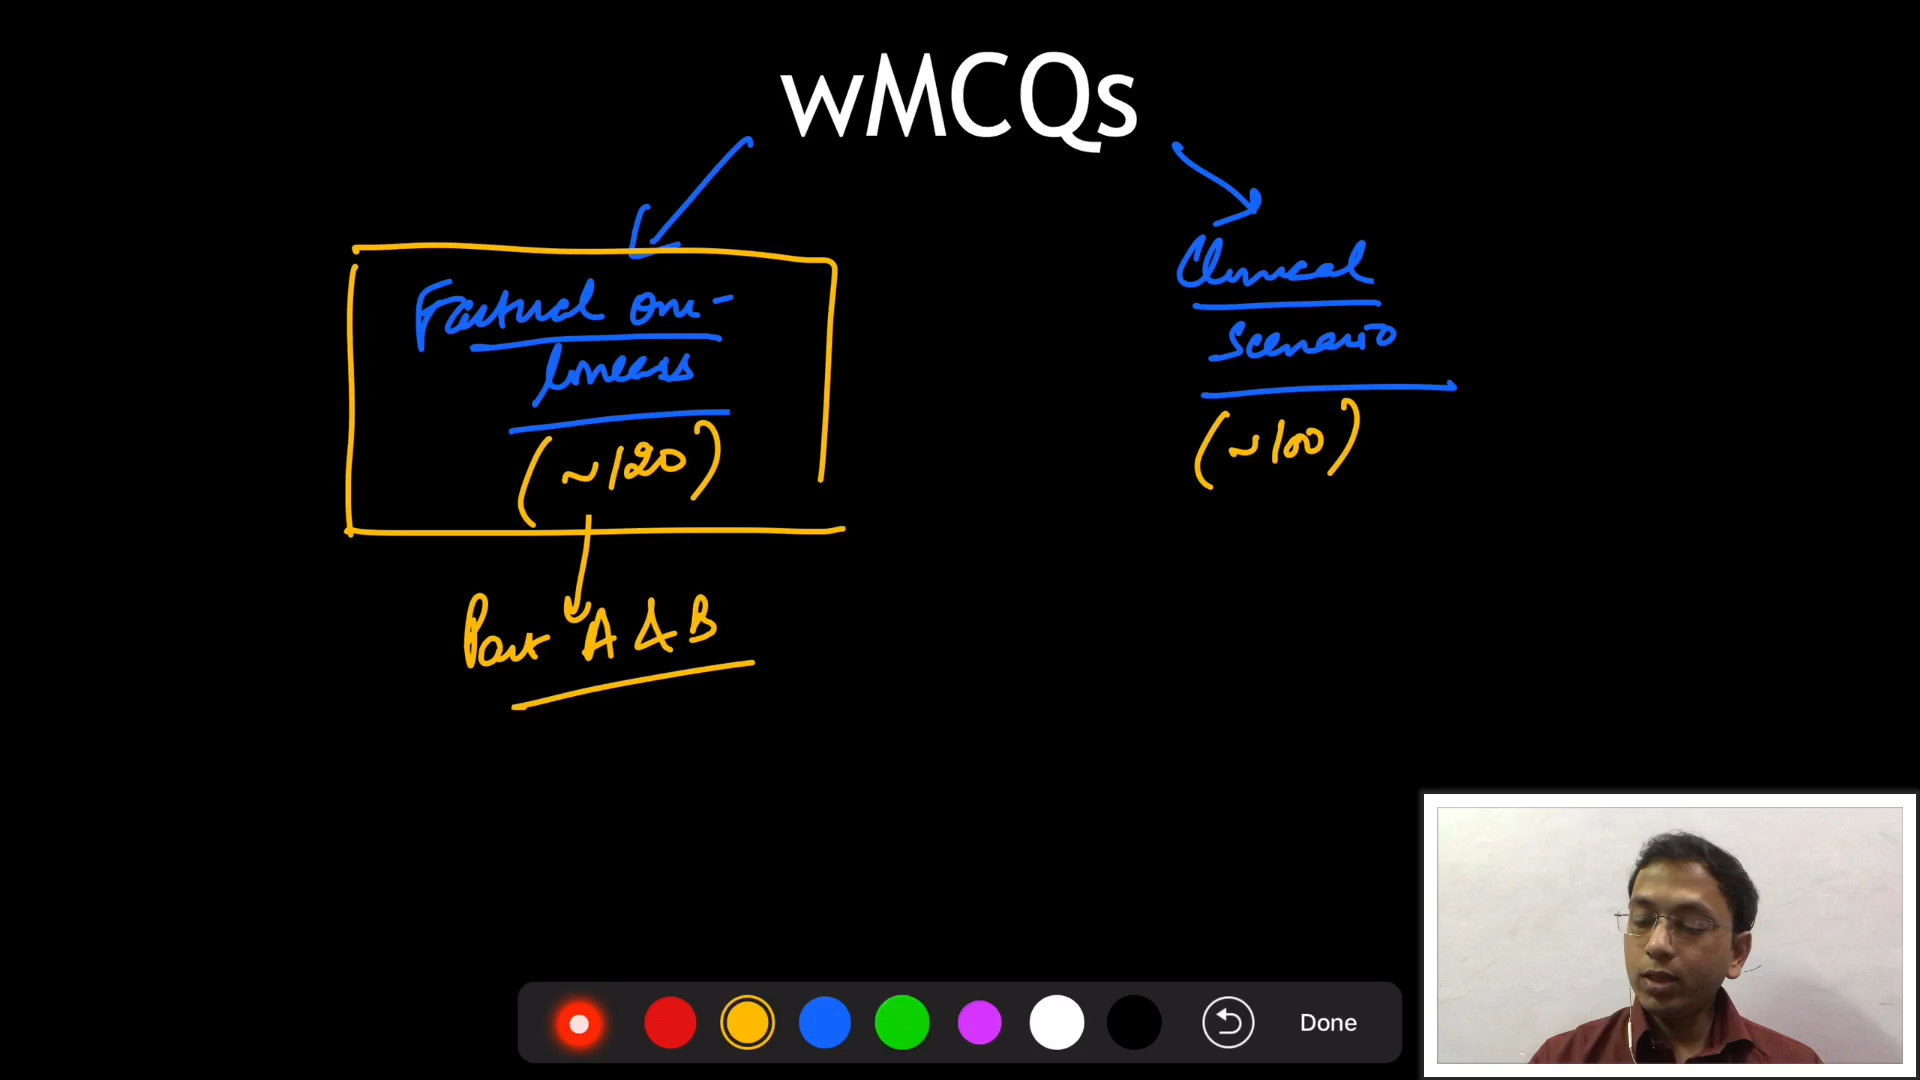 wMCQs
Factual one-
liners
(~120)
Part A & B
Clinical
Scenario
(~100)
Done